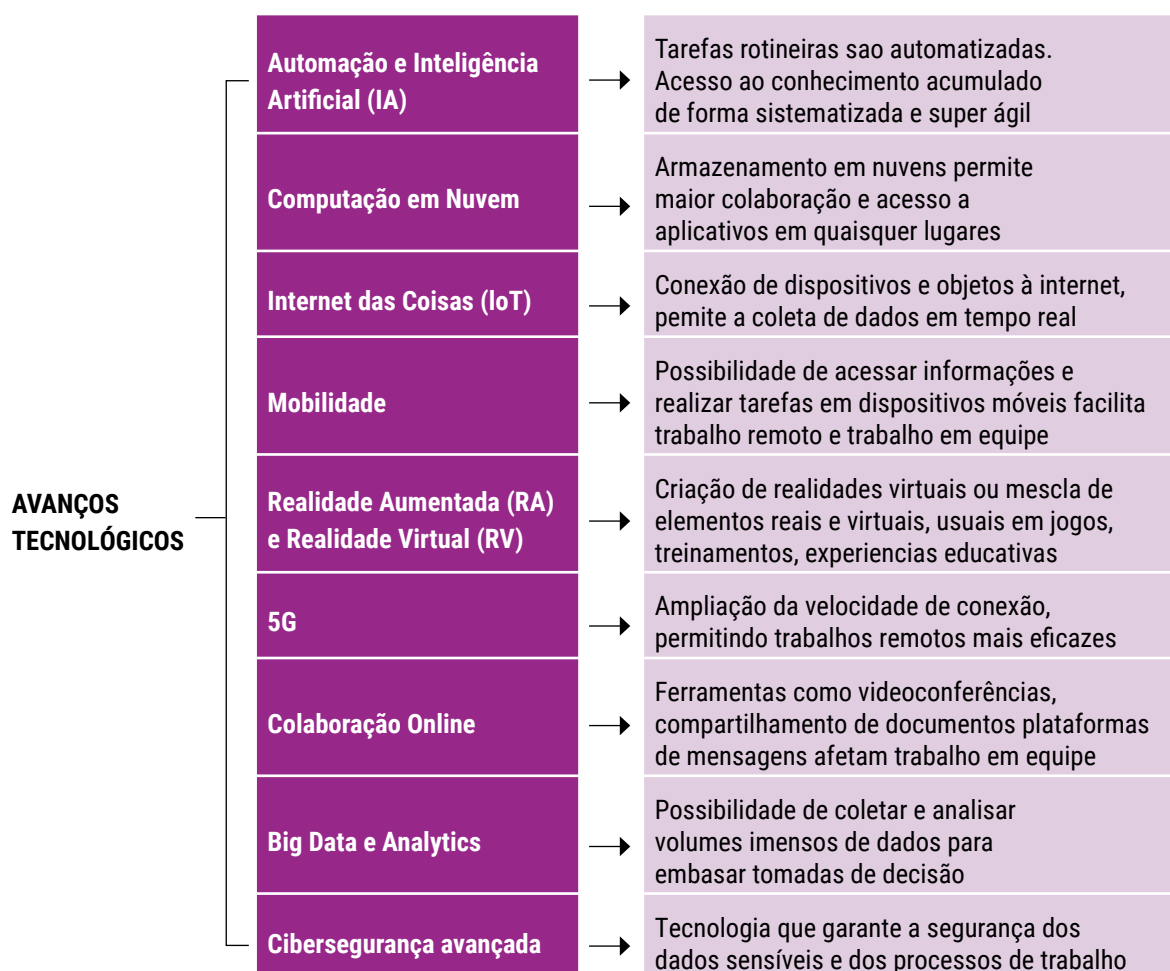 AVANÇOS
TECNOLÓGICOS
Automação e Inteligência
Artificial (IA)
Tarefas rotineiras sao automatizadas.
Acesso ao conhecimento acumulado
de forma sistematizada e super ágil
Computação em Nuvem
Armazenamento em nuvens permite
maior colaboração e acesso a
aplicativos em quaisquer lugares
Internet das Coisas (IoT)
Conexão de dispositivos e objetos à internet,
pemite a coleta de dados em tempo real
Mobilidade
Possibilidade de acessar informações e
realizar tarefas em dispositivos móveis facilita
trabalho remoto e trabalho em equipe
Realidade Aumentada (RA)
e Realidade Virtual (RV)
Criação de realidades virtuais ou mescla de
elementos reais e virtuais, usuais em jogos,
treinamentos, experiencias educativas
5G
Ampliação da velocidade de conexão,
permitindo trabalhos remotos mais eficazes
Colaboração Online
Ferramentas como videoconferências,
compartilhamento de documentos plataformas
de mensagens afetam trabalho em equipe
Big Data e Analytics
Possibilidade de coletar e analisar
volumes imensos de dados para
embasar tomadas de decisão
Cibersegurança avançada
Tecnologia que garante a segurança dos
dados sensíveis e dos processos de trabalho